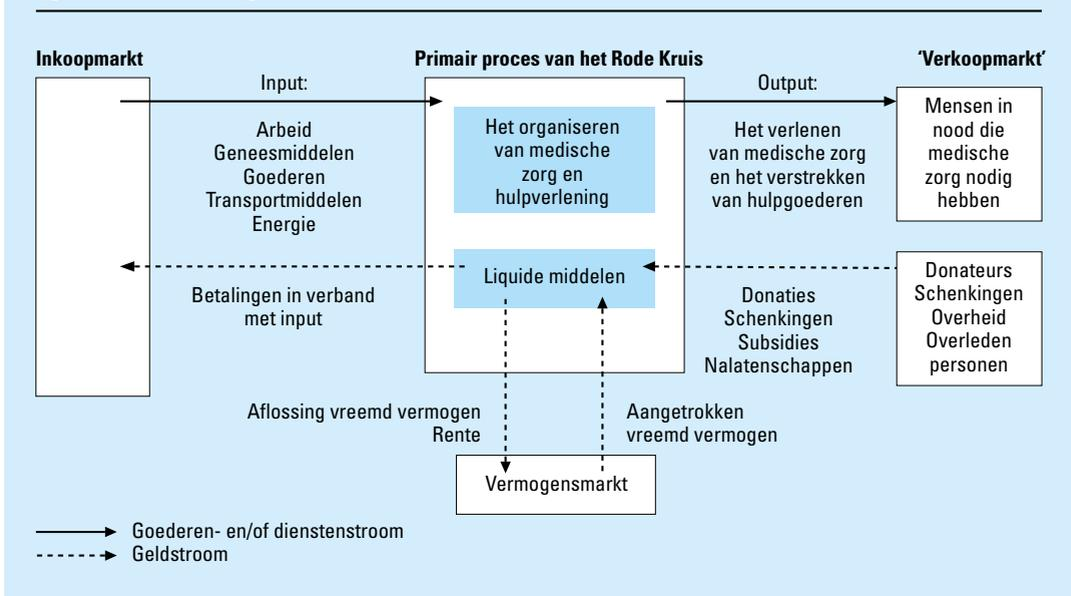 Inkoopmarkt
Primair proces van het Rode Kruis
'Verkoopmarkt'
Input:
Arbeid
Geneesmiddelen
Goederen
Transportmiddelen
Energie
Het organiseren
van medische
zorg en
hulpverlening
Output:
Het verlenen
van medische zorg
en het verstrekken
van hulpgoederen
Mensen in
nood die
medische
zorg nodig
hebben
Betalingen in verband
met input
Liquide middelen
Donaties
Schenkingen
Subsidies
Nalatenschappen
Donateurs
Schenkingen
Overheid
Overleden
personen
Aflossing vreemd vermogen
Rente
Aangetrokken
vreemd vermogen
Vermogensmarkt
Goederen- en/of dienstenstroom
Geldstroom